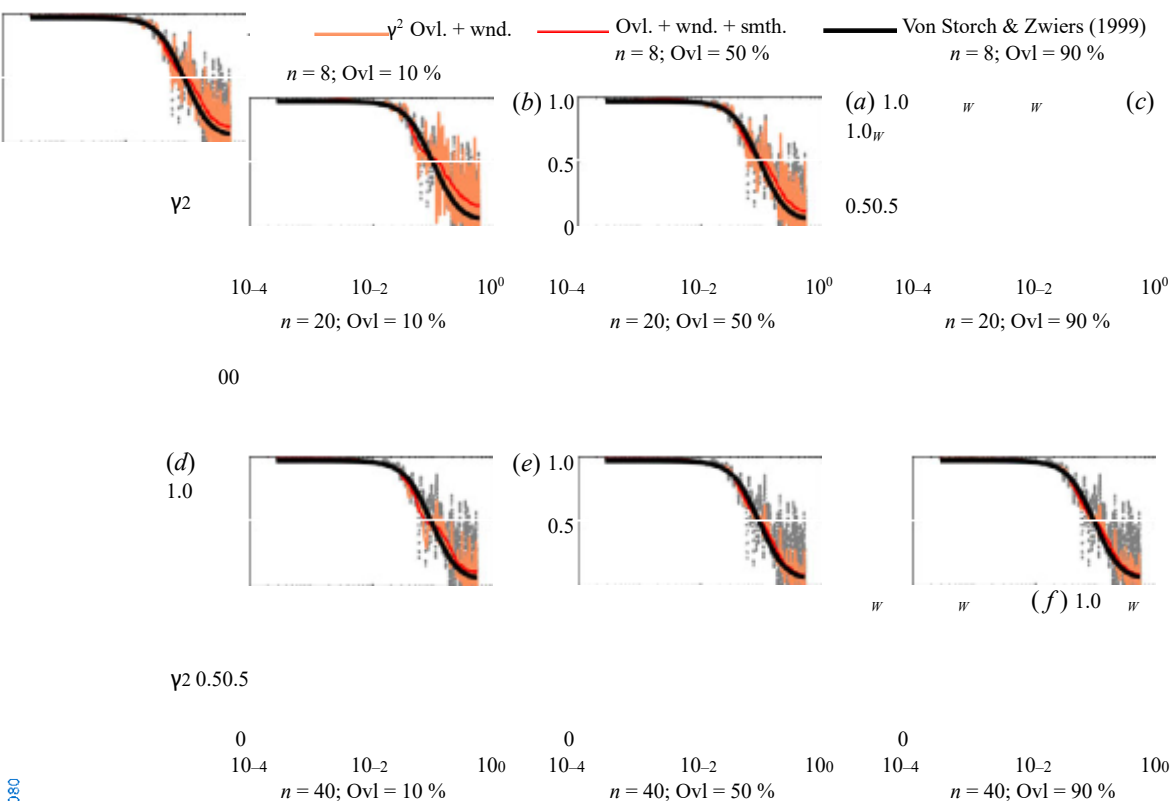 γ² Ovl. + wnd. Ovl. + wnd. + smth. Von Storch & Zwiers (1999)
n = 8; Ovl = 10 % n = 8; Ovl = 50 % n = 8; Ovl = 90 %
(b) 1.0 (a) 1.0 W W (c)
1.0W
0.5
γ2 0.50.5
0
10–4 10–2 10⁰ 10–4 10–2 10⁰ 10–4 10–2 10⁰
n = 20; Ovl = 10 % n = 20; Ovl = 50 % n = 20; Ovl = 90 %
00
(d) (e) 1.0
1.0
0.5
W W (f) 1.0 W
γ2 0.50.5
0 0 0
10–4 10–2 100 10–4 10–2 100 10–4 10–2 100
n = 40; Ovl = 10 % n = 40; Ovl = 50 % n = 40; Ovl = 90 %
080